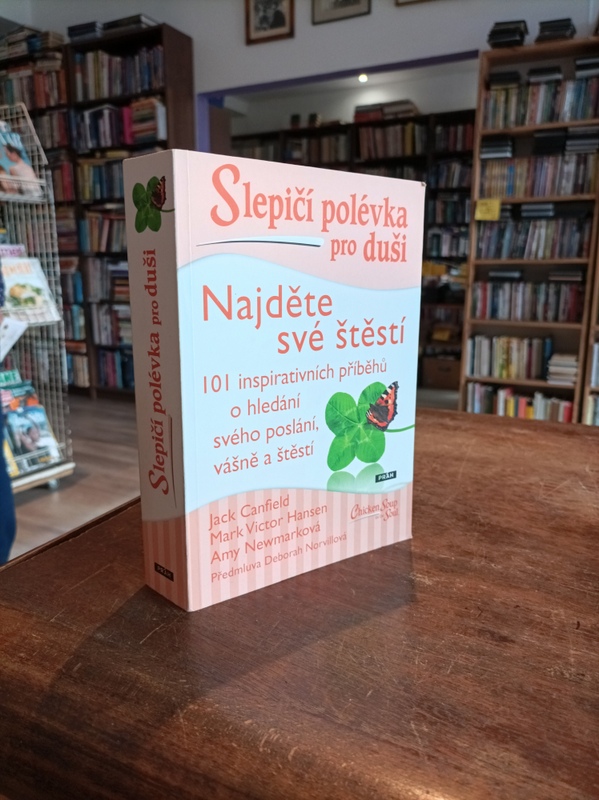 Slepičí polévka
pro duši
Najděte
své štěstí
101 inspirativních příběhů
o hledání
svého poslání,
vášně a štěstí
PRÁH
Jack Canfield
Mark Victor Hansen
Amy Newmarková
Předmluva Deborah Norvillová
Chicken Soup
for the Soul
Slepičí polévka pro duši
PRÁH